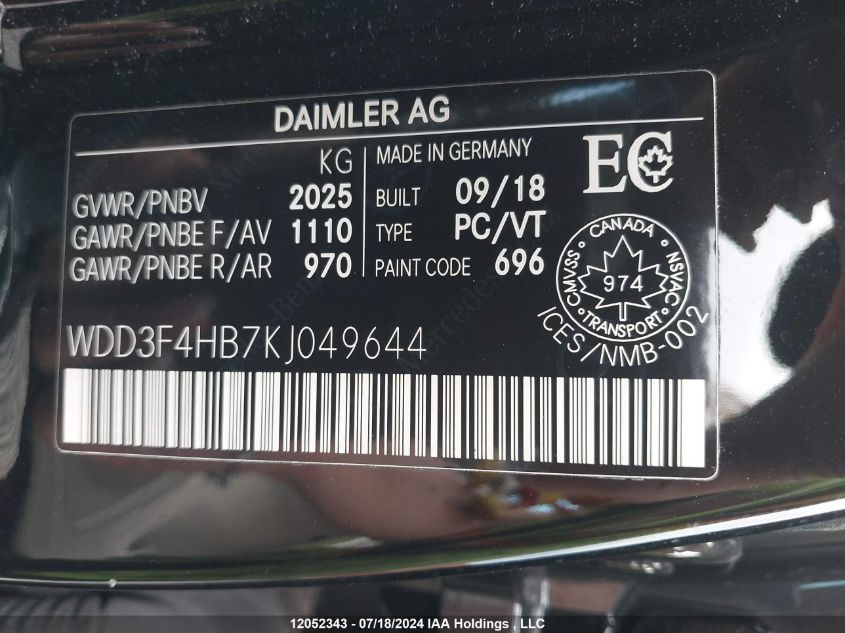 DAIMLER AG
KG
GVWR/PNBV 2025
GAWR/PNBE F/AV 1110
GAWR/PNBE R/AR 970
MADE IN GERMANY
BUILT 09/18
TYPE PC/VT
PAINT CODE 696
EC
CANADA
CMVSS 974 NSVAC
TRANSPORT
ICES/NMB-002
WDD3F4HB7KJ049644
12052343 - 07/18/2024 IAA Holdings , LLC